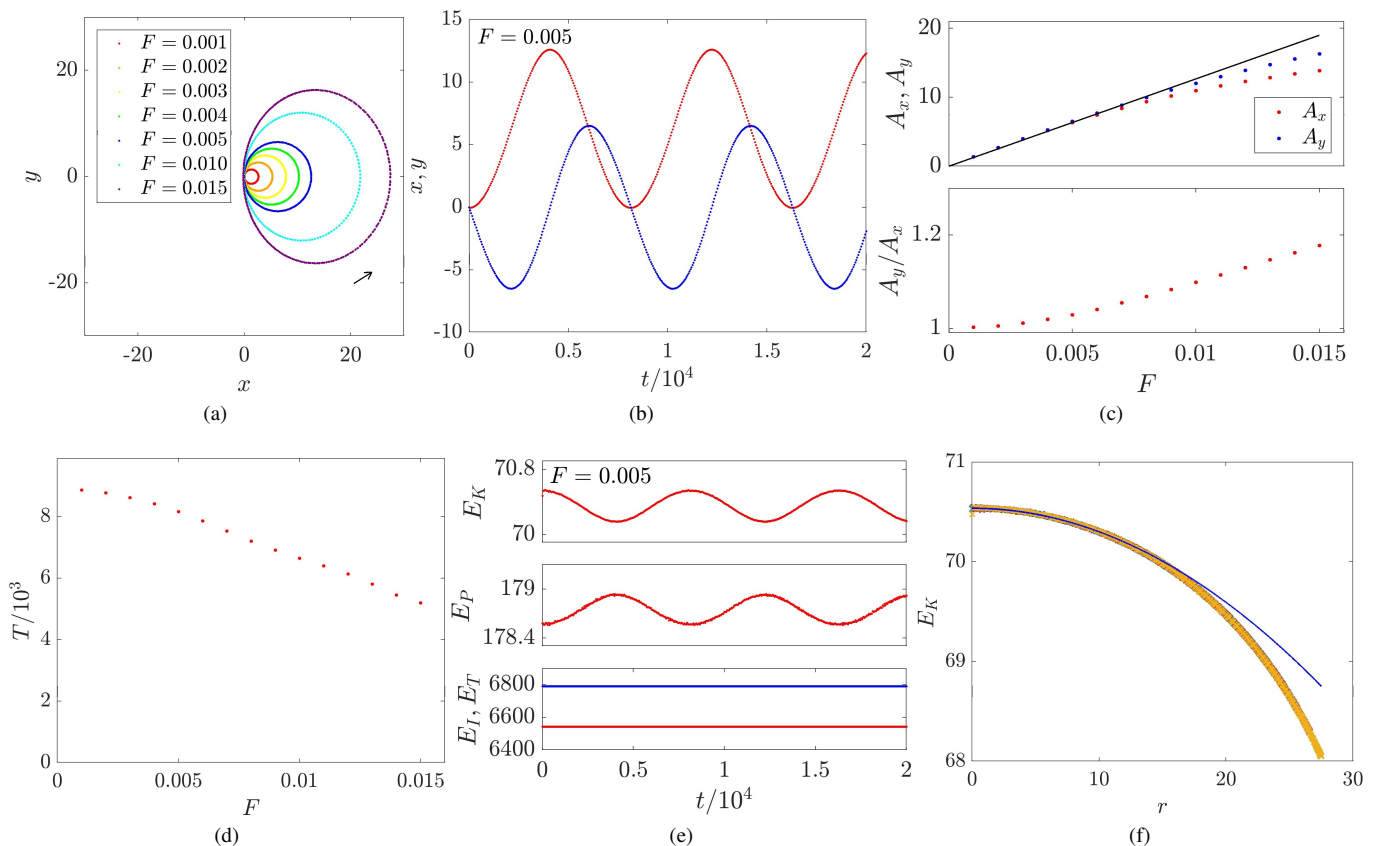 F = 0.001
F = 0.002
F = 0.003
F = 0.004
F = 0.005
F = 0.010
F = 0.015
20
0
-20
y
-20
0
20
x
(a)
F = 0.005
15
10
5
0
-5
-10
x, y
0
0.5
1
1.5
2
t/10^4
(b)
20
10
0
A_x, A_y
A_x
A_y
1.2
1
A_y/A_x
0
0.005
0.01
0.015
F
(c)
8
6
4
2
0
T/10^3
0
0.005
0.01
0.015
F
(d)
F = 0.005
70.8
70
E_K
179
178.4
E_P
6800
6600
6400
E_I, E_T
0
0.5
1
1.5
2
t/10^4
(e)
71
70
69
68
E_K
0
10
20
30
r
(f)